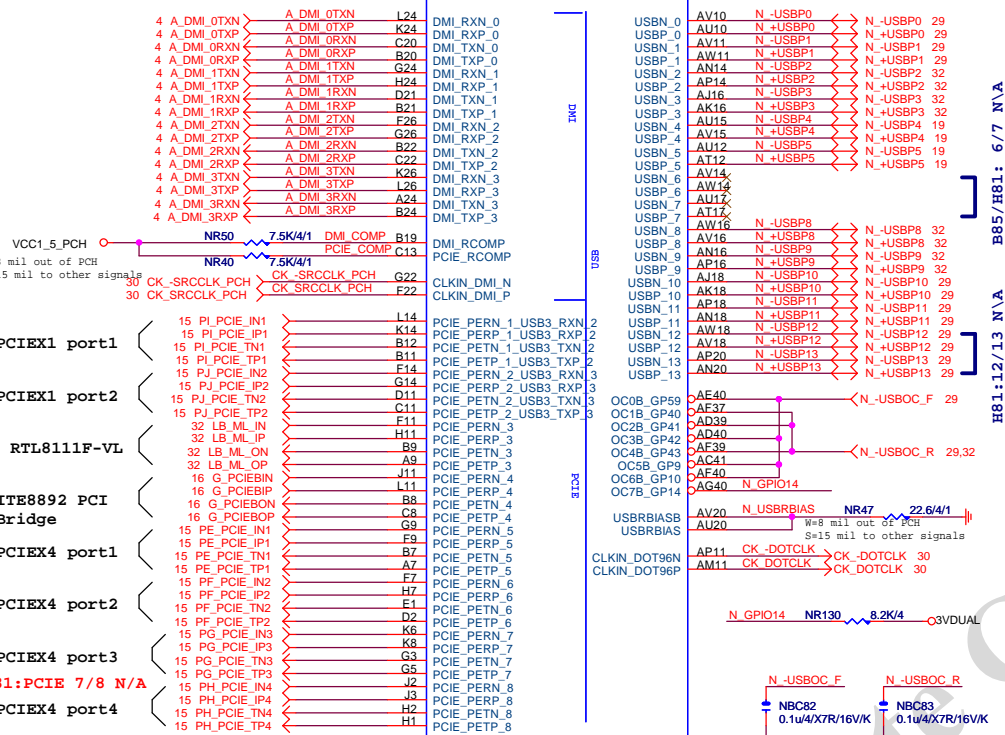 4 A_DMI_0TXN A_DMI_0TXN L24 DMI_RXN_0
4 A_DMI_0TXP A_DMI_0TXP K24 DMI_RXP_0
4 A_DMI_0RXN A_DMI_0RXN C20 DMI_TXN_0
4 A_DMI_0RXP A_DMI_0RXP B20 DMI_TXP_0
4 A_DMI_1TXN A_DMI_1TXN G24 DMI_RXN_1
4 A_DMI_1TXP A_DMI_1TXP H24 DMI_RXP_1
4 A_DMI_1RXN A_DMI_1RXN D21 DMI_TXN_1
4 A_DMI_1RXP A_DMI_1RXP B21 DMI_TXP_1
4 A_DMI_2TXN A_DMI_2TXN F26 DMI_RXN_2
4 A_DMI_2TXP A_DMI_2TXP G26 DMI_RXP_2
4 A_DMI_2RXN A_DMI_2RXN B22 DMI_TXN_2
4 A_DMI_2RXP A_DMI_2RXP C22 DMI_TXP_2
4 A_DMI_3TXN A_DMI_3TXN K26 DMI_RXN_3
4 A_DMI_3TXP A_DMI_3TXP L26 DMI_RXP_3
4 A_DMI_3RXN A_DMI_3RXN A24 DMI_TXN_3
4 A_DMI_3RXP A_DMI_3RXP B24 DMI_TXP_3
VCC1_5_PCH NR50 7.5K/4/1 DMI_COMP B19 DMI_RCOMP
NR40 7.5K/4/1 PCIE_COMP C13 PCIE_RCOMP
mil out of PCH
5 mil to other signals
30 CK_-SRCCLK_PCH CK_-SRCCLK_PCH G22 CLKIN_DMI_N
30 CK_SRCCLK_PCH CK_SRCCLK_PCH F22 CLKIN_DMI_P
PCIEX1 port1
15 PI_PCIE_IN1 L14 PCIE_PERN_1_USB3_RXN_2
15 PI_PCIE_IP1 K14 PCIE_PERP_1_USB3_RXP_2
15 PI_PCIE_TN1 B12 PCIE_PETN_1_USB3_TXN_2
15 PI_PCIE_TP1 B11 PCIE_PETP_1_USB3_TXP_2
PCIEX1 port2
15 PJ_PCIE_IN2 F14 PCIE_PERN_2_USB3_RXN_3
15 PJ_PCIE_IP2 G14 PCIE_PERP_2_USB3_RXP_3
15 PJ_PCIE_TN2 D11 PCIE_PETN_2_USB3_TXN_3
15 PJ_PCIE_TP2 C11 PCIE_PETP_2_USB3_TXP_3
RTL8111F-VL
32 LB_ML_IN F11 PCIE_PERN_3
32 LB_ML_IP H11 PCIE_PERP_3
32 LB_ML_ON B9 PCIE_PETN_3
32 LB_ML_OP A9 PCIE_PETP_3
ITE8892 PCI
Bridge
16 G_PCIEBIN J11 PCIE_PERN_4
16 G_PCIEBIP L11 PCIE_PERP_4
16 G_PCIEBON B8 PCIE_PETN_4
16 G_PCIEBOP C8 PCIE_PETP_4
PCIEX4 port1
15 PE_PCIE_IN1 G9 PCIE_PERN_5
15 PE_PCIE_IP1 F9 PCIE_PERP_5
15 PE_PCIE_TN1 B7 PCIE_PETN_5
15 PE_PCIE_TP1 A7 PCIE_PETP_5
PCIEX4 port2
15 PF_PCIE_IN2 F7 PCIE_PERN_6
15 PF_PCIE_IP2 H7 PCIE_PERP_6
15 PF_PCIE_TN2 E1 PCIE_PETN_6
15 PF_PCIE_TP2 D2 PCIE_PETP_6
PCIEX4 port3
15 PG_PCIE_IN3 K6 PCIE_PERN_7
15 PG_PCIE_IP3 K8 PCIE_PERP_7
15 PG_PCIE_TN3 G3 PCIE_PETN_7
15 PG_PCIE_TP3 G5 PCIE_PETP_7
81:PCIE 7/8 N/A
PCIEX4 port4
15 PH_PCIE_IN4 J2 PCIE_PERN_8
15 PH_PCIE_IP4 J3 PCIE_PERP_8
15 PH_PCIE_TN4 H2 PCIE_PETN_8
15 PH_PCIE_TP4 H1 PCIE_PETP_8
DMI
USB
PCIE
USBN_0 AV10 N_-USBP0 N_-USBP0 29
USBP_0 AU10 N_+USBP0 N_+USBP0 29
USBN_1 AV11 N_-USBP1 N_-USBP1 29
USBP_1 AW11 N_+USBP1 N_+USBP1 29
USBN_2 AN14 N_-USBP2 N_-USBP2 32
USBP_2 AP14 N_+USBP2 N_+USBP2 32
USBN_3 AJ16 N_-USBP3 N_-USBP3 32
USBP_3 AK16 N_+USBP3 N_+USBP3 32
USBN_4 AU15 N_-USBP4 N_-USBP4 19
USBP_4 AV15 N_+USBP4 N_+USBP4 19
USBN_5 AU12 N_-USBP5 N_-USBP5 19
USBP_5 AT12 N_+USBP5 N_+USBP5 19
USBN_6 AV14
USBP_6 AW14
USBN_7 AU17
USBP_7 AT17
USBN_8 AW16 N_-USBP8 N_-USBP8 32
USBP_8 AV16 N_+USBP8 N_+USBP8 32
USBN_9 AN16 N_-USBP9 N_-USBP9 32
USBP_9 AP16 N_+USBP9 N_+USBP9 32
USBN_10 AJ18 N_-USBP10 N_-USBP10 29
USBP_10 AK18 N_+USBP10 N_+USBP10 29
USBN_11 AP18 N_-USBP11 N_-USBP11 29
USBP_11 AN18 N_+USBP11 N_+USBP11 29
USBN_12 AW18 N_-USBP12 N_-USBP12 29
USBP_12 AV18 N_+USBP12 N_+USBP12 29
USBN_13 AP20 N_-USBP13 N_-USBP13 29
USBP_13 AN20 N_+USBP13 N_+USBP13 29
B85/H81: 6/7 N\A
H81:12/13 N\A
OC0B_GP59 AE40 N_-USBOC_F 29
OC1B_GP40 AF37
OC2B_GP41 AD39
OC3B_GP42 AD40
OC4B_GP43 AF39 N_-USBOC_R 29,32
OC5B_GP9 AC41
OC6B_GP10 AF40
OC7B_GP14 AG40 N_GPIO14
USBRBIASB AV20 N_USBRBIAS NR47 22.6/4/1
USBRBIAS AU20
W=8 mil out of PCH
S=15 mil to other signals
CLKIN_DOT96N AP11 CK_-DOTCLK CK_-DOTCLK 30
CLKIN_DOT96P AM11 CK_DOTCLK CK_DOTCLK 30
N_GPIO14 NR130 8.2K/4 3VDUAL
N_-USBOC_F N_-USBOC_R
NBC82 NBC83
0.1u/4/X7R/16V/K 0.1u/4/X7R/16V/K